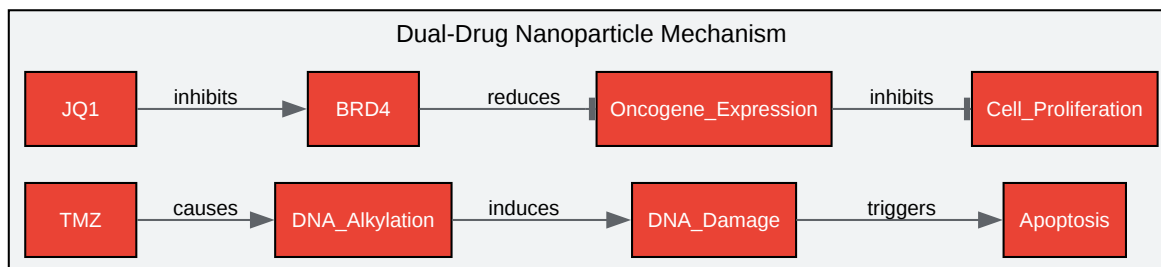 Dual-Drug Nanoparticle Mechanism
JQ1 inhibits BRD4 reduces Oncogene_Expression inhibits Cell_Proliferation
TMZ causes DNA_Alkylation induces DNA_Damage triggers Apoptosis